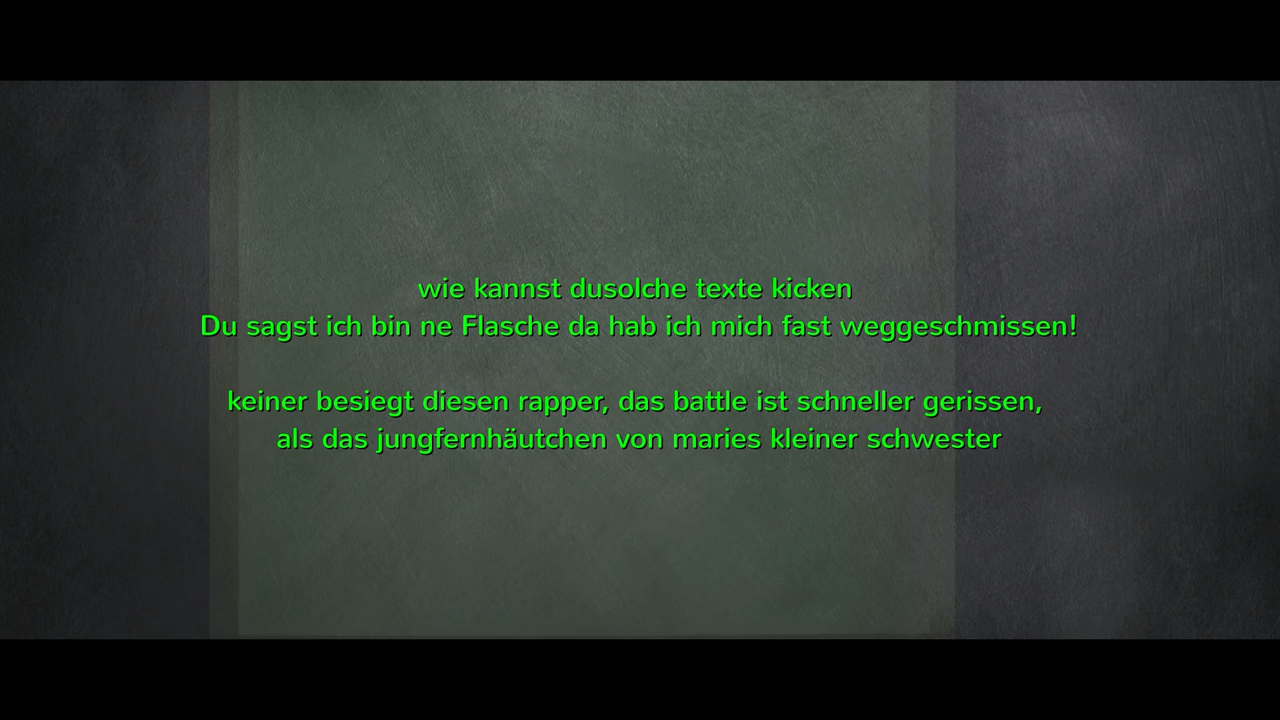 wie kannst dusolche texte kicken
Du sagst ich bin ne Flasche da hab ich mich fast weggeschmissen!
keiner besiegt diesen rapper, das battle ist schneller gerissen,
als das jungfernhäutchen von maries kleiner schwester